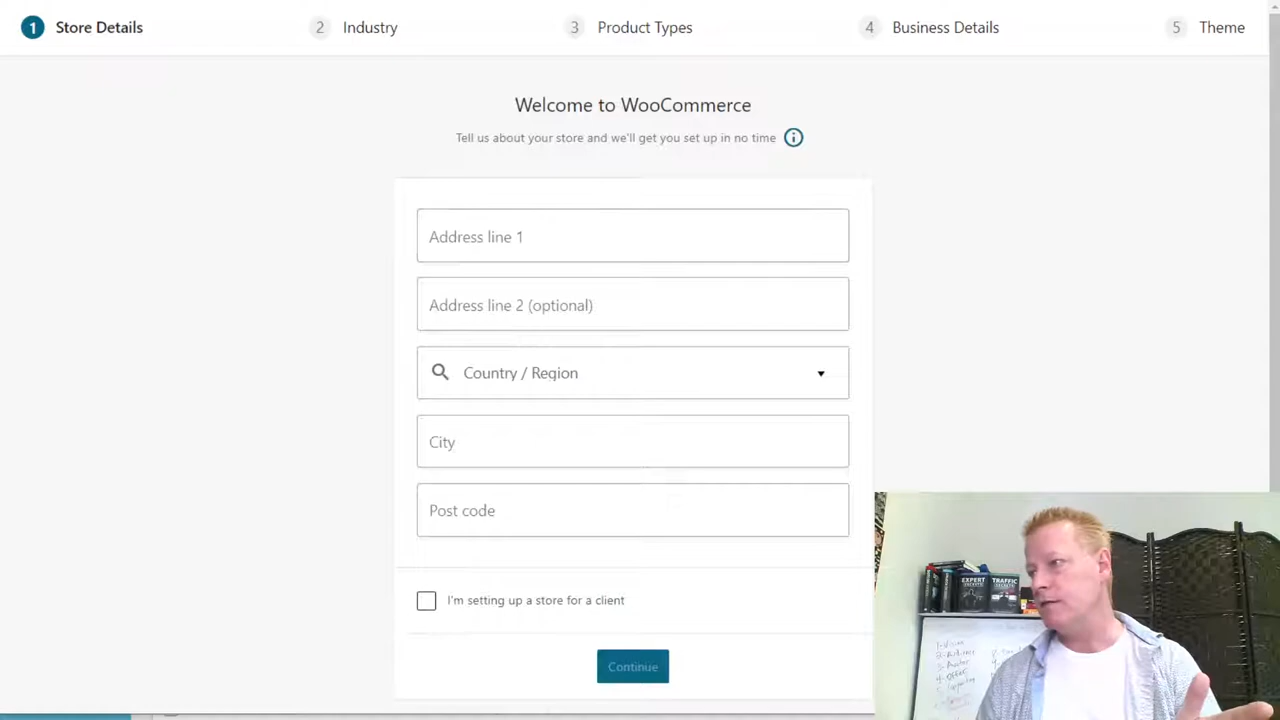 1 Store Details
2 Industry
3 Product Types
4 Business Details
5 Theme
Welcome to WooCommerce
Tell us about your store and we'll get you set up in no time
Address line 1
Address line 2 (optional)
Country / Region
City
Post code
I'm setting up a store for a client
Continue
EXPERT
SECRETS
TRAFFIC
SECRETS